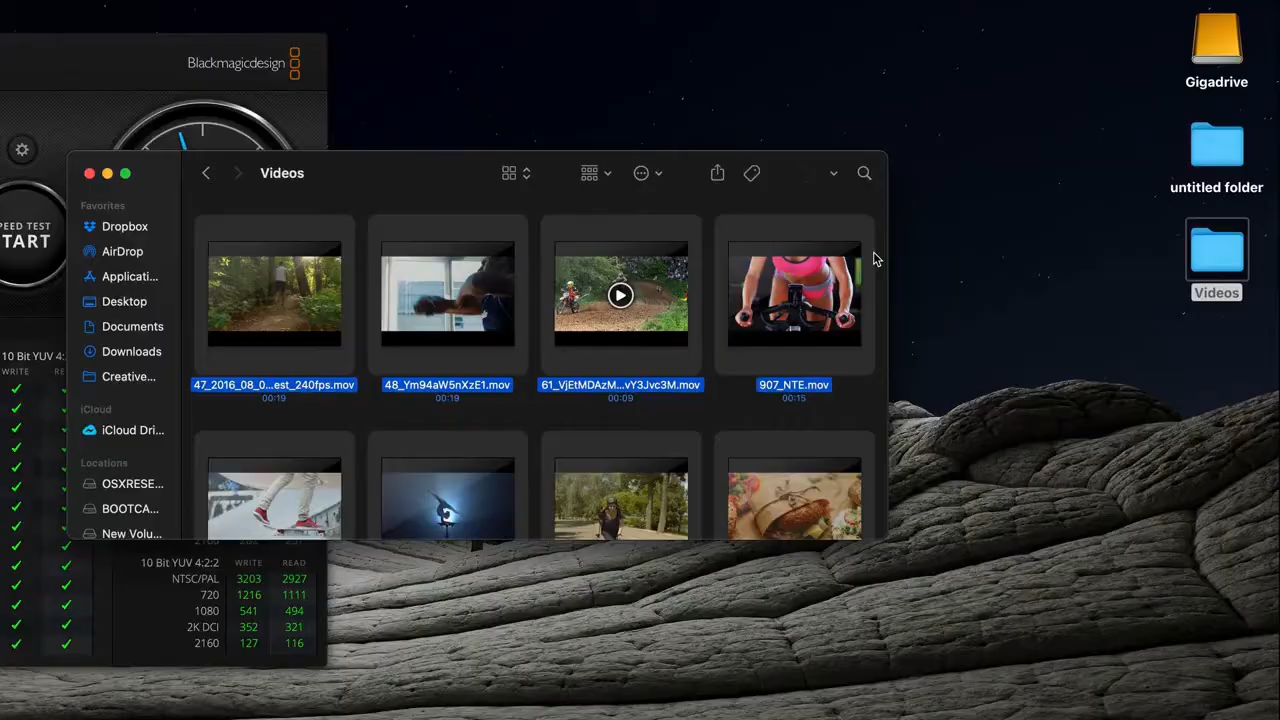 Blackmagicdesign
Gigadrive
untitled folder
Videos
PEED TEST
TART
Videos
Favorites
Dropbox
AirDrop
Applicati...
Desktop
Documents
Downloads
Creative...
iCloud
iCloud Dri...
Locations
OSXRESE...
BOOTCA...
New Volu...
47_2016_08_0...est_240fps.mov
00:19
48_Ym94aW5nXzE1.mov
00:19
61_VjEtMDAzM...vY3Jvc3M.mov
00:09
907_NTE.mov
00:15
10 Bit YUV 4:
WRITE RE
10 Bit YUV 4:2:2 WRITE READ
NTSC/PAL 3203 2927
720 1216 1111
1080 541 494
2K DCI 352 321
2160 127 116